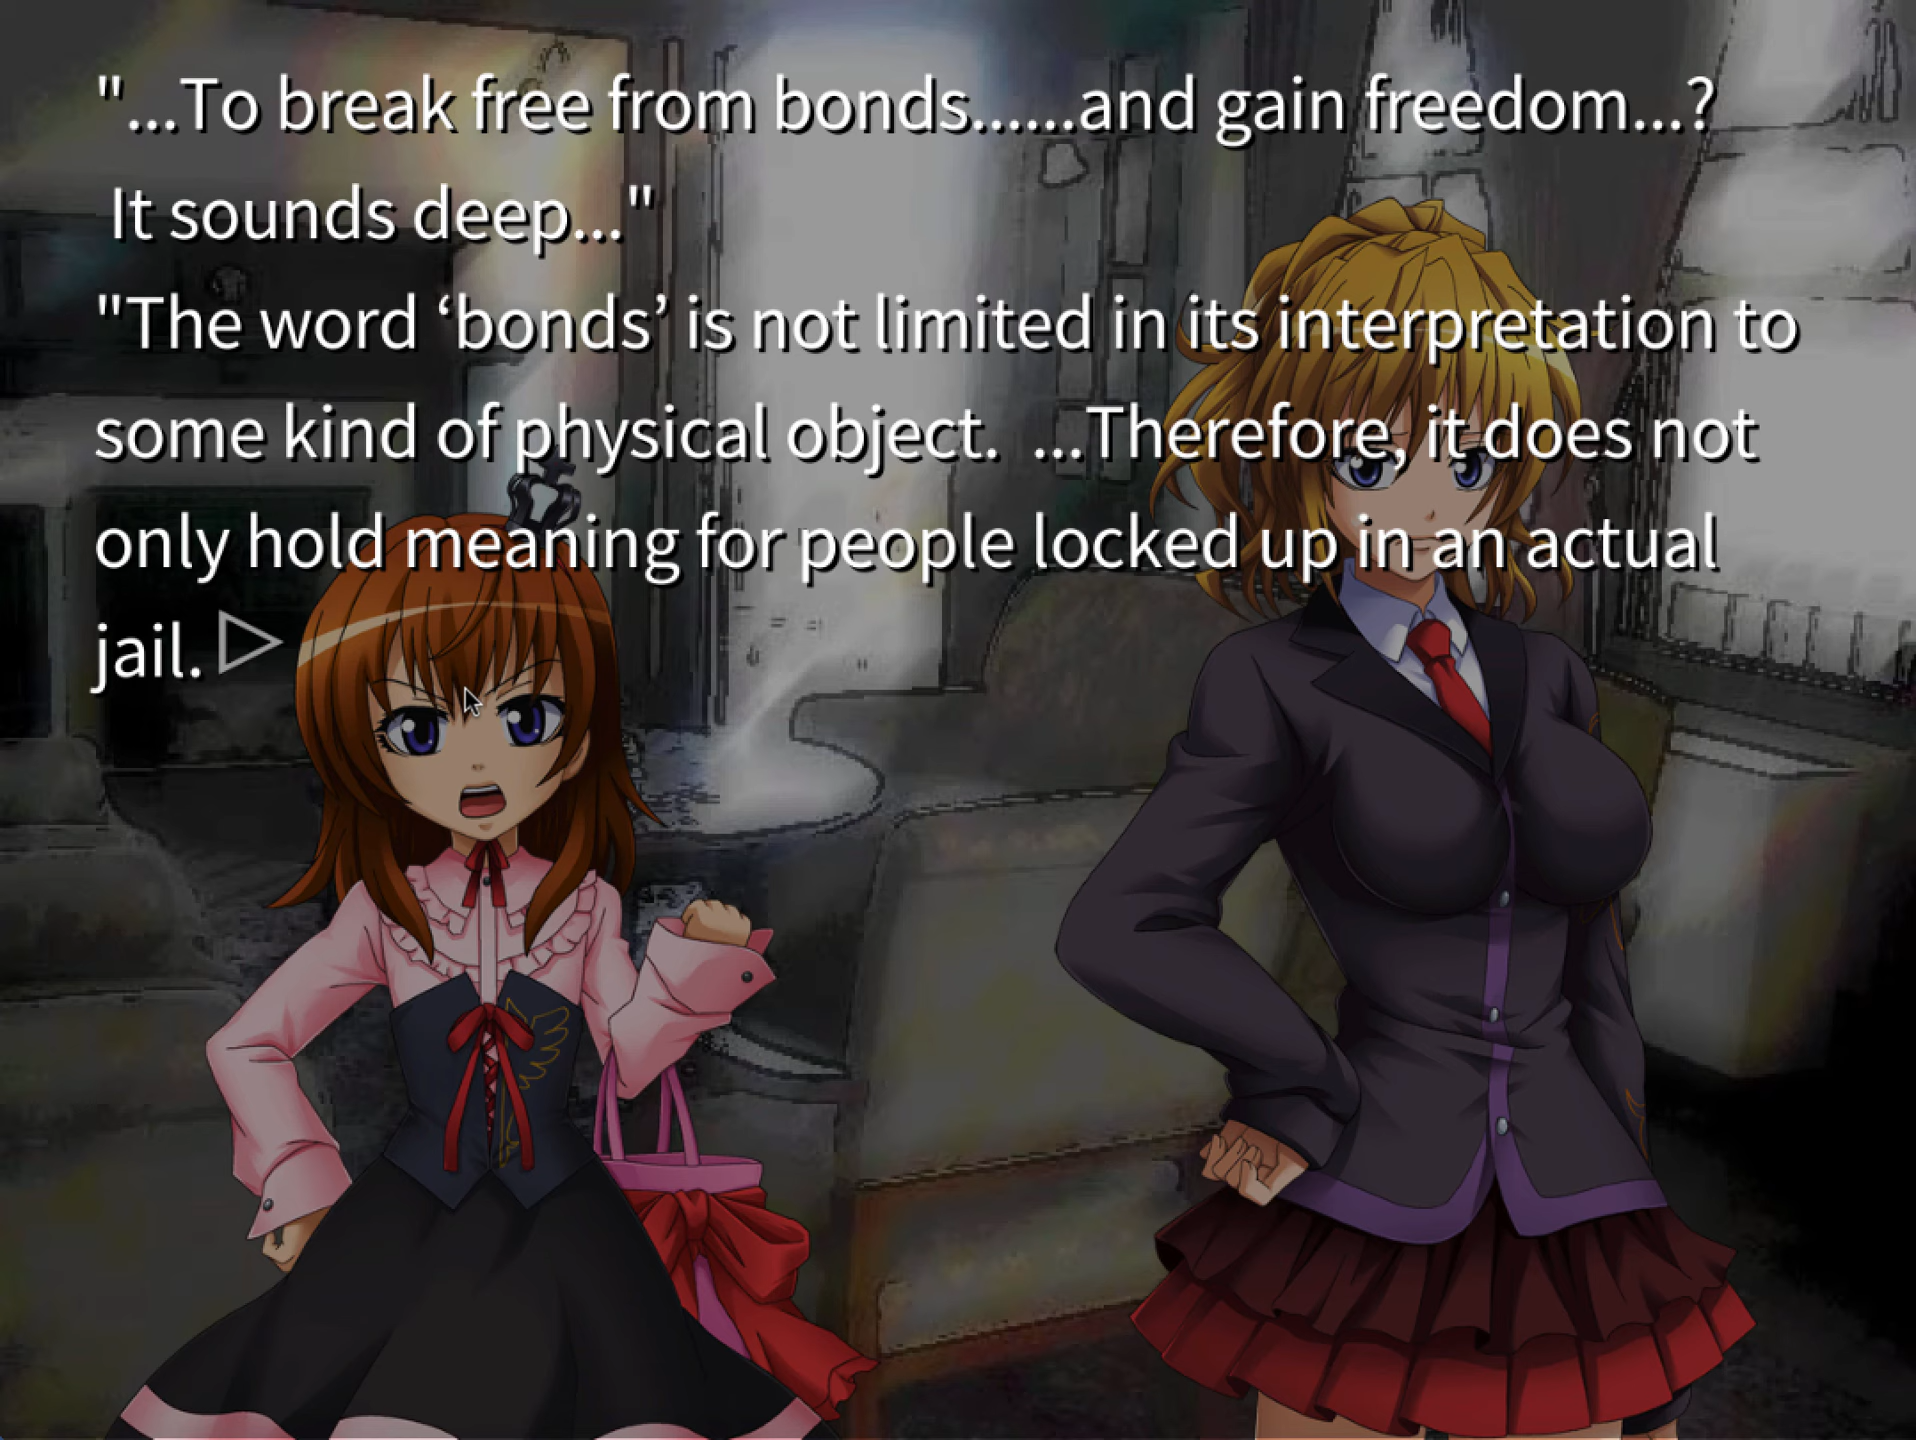 "...To break free from bonds......and gain freedom...?
It sounds deep..."
"The word ‘bonds’ is not limited in its interpretation to
some kind of physical object.  ...Therefore, it does not
only hold meaning for people locked up in an actual
jail.